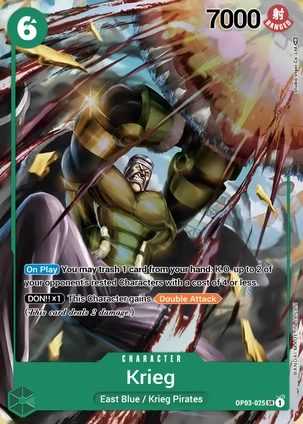 6
7000
射
RANGED
On Play You may trash 1 card from your hand: K.O. up to 2 of
your opponent's rested Characters with a cost of 4 or less.
DON!! x1 This Character gains Double Attack
(This card deals 2 damage.)
CHARACTER
Krieg
East Blue / Krieg Pirates
OP03-025 SR 1